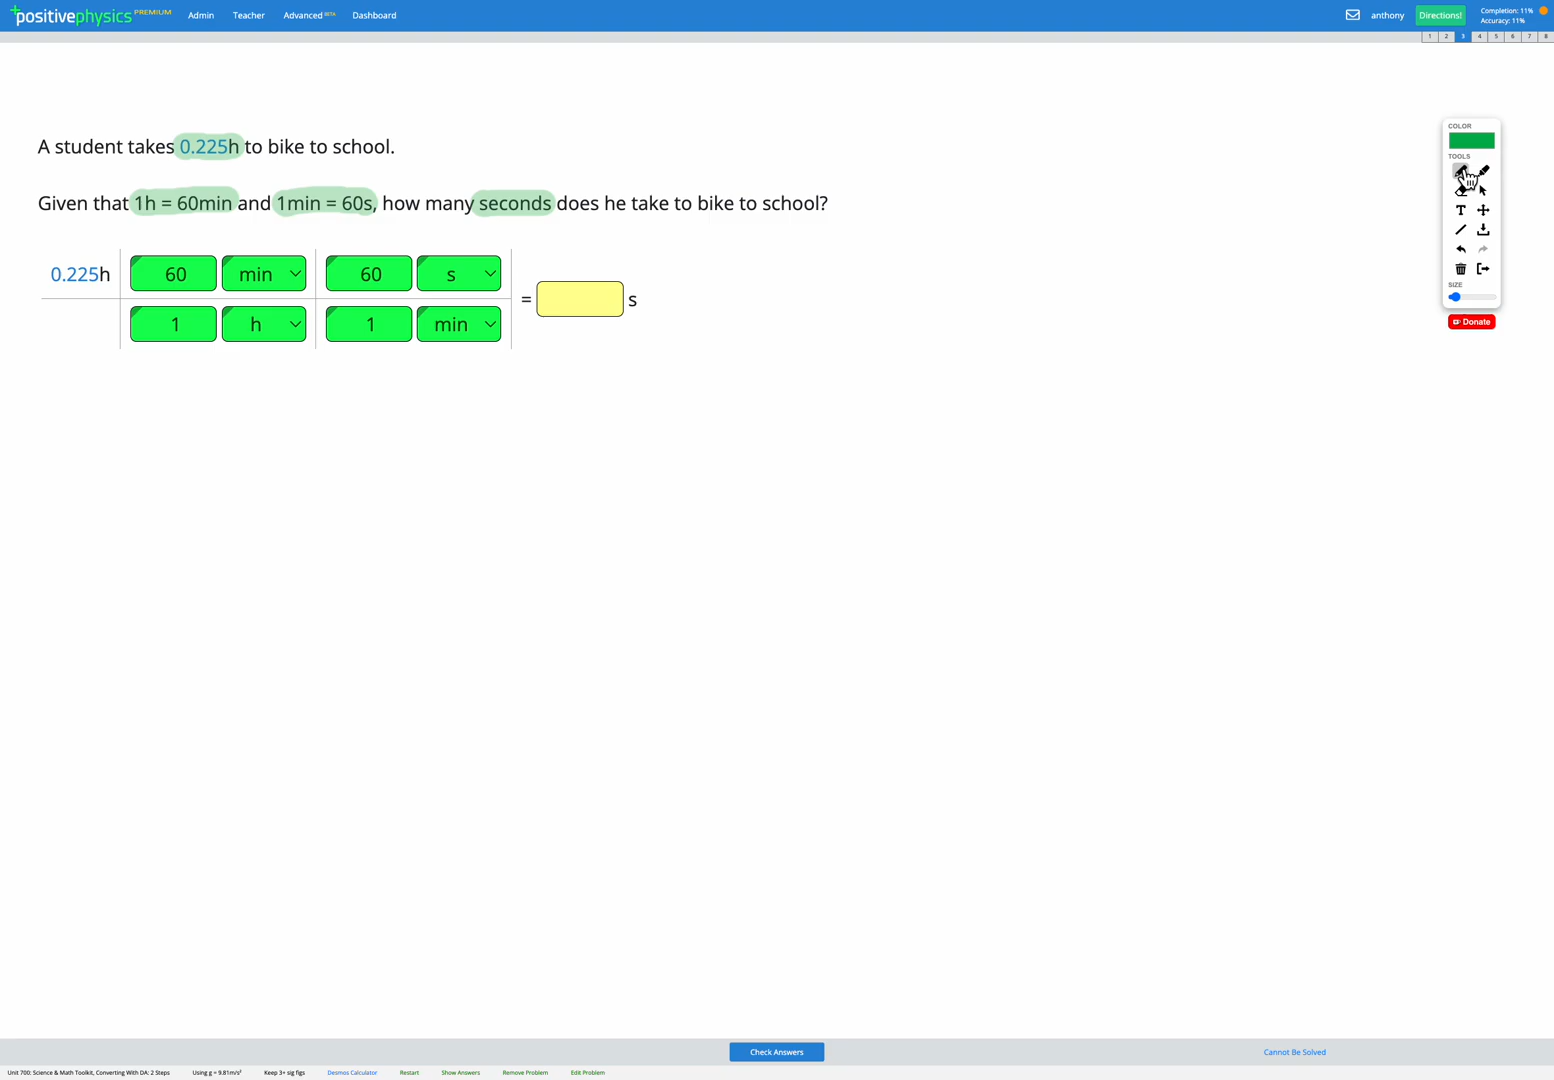 positivephysics PREMIUM Admin Teacher Advanced BETA Dashboard anthony Directions! Completion: 11%
Accuracy: 11%
1 2 3 4 5 6 7 8
A student takes 0.225h to bike to school.
Given that 1h = 60min and 1min = 60s, how many seconds does he take to bike to school?
0.225h 60 min 60 s
= s
1 h 1 min
COLOR
TOOLS
T
SIZE
Donate
Check Answers Cannot Be Solved
Unit 700: Science & Math Toolkit, Converting With DA: 2 Steps Using g = 9.81m/s² Keep 3+ sig figs Desmos Calculator Restart Show Answers Remove Problem Edit Problem